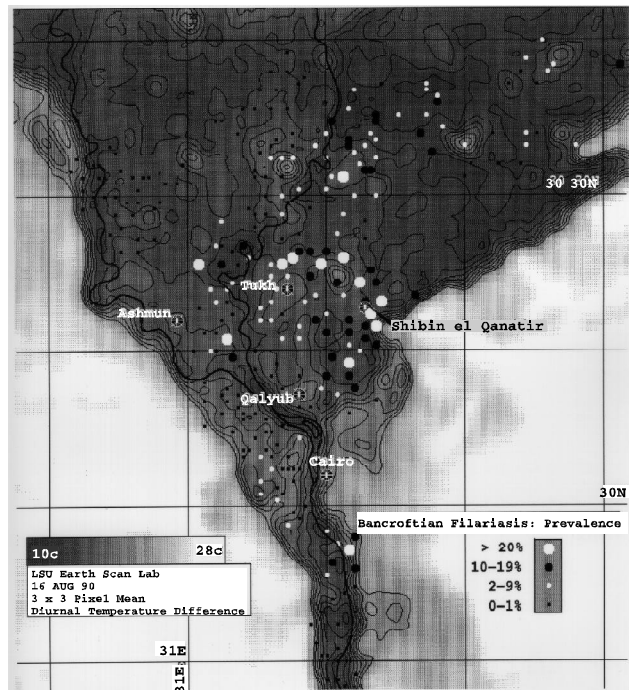 30 30N
Tukh
Ashmun
Shibin el Qanatir
Qalyub
Cairo
30N
Bancroftian Filariasis: Prevalence
> 20%
10-19%
2-9%
0-1%
10c 28c
LSU Earth Scan Lab
16 AUG 90
3 x 3 Pixel Mean
Diurnal Temperature Difference
31E
31E